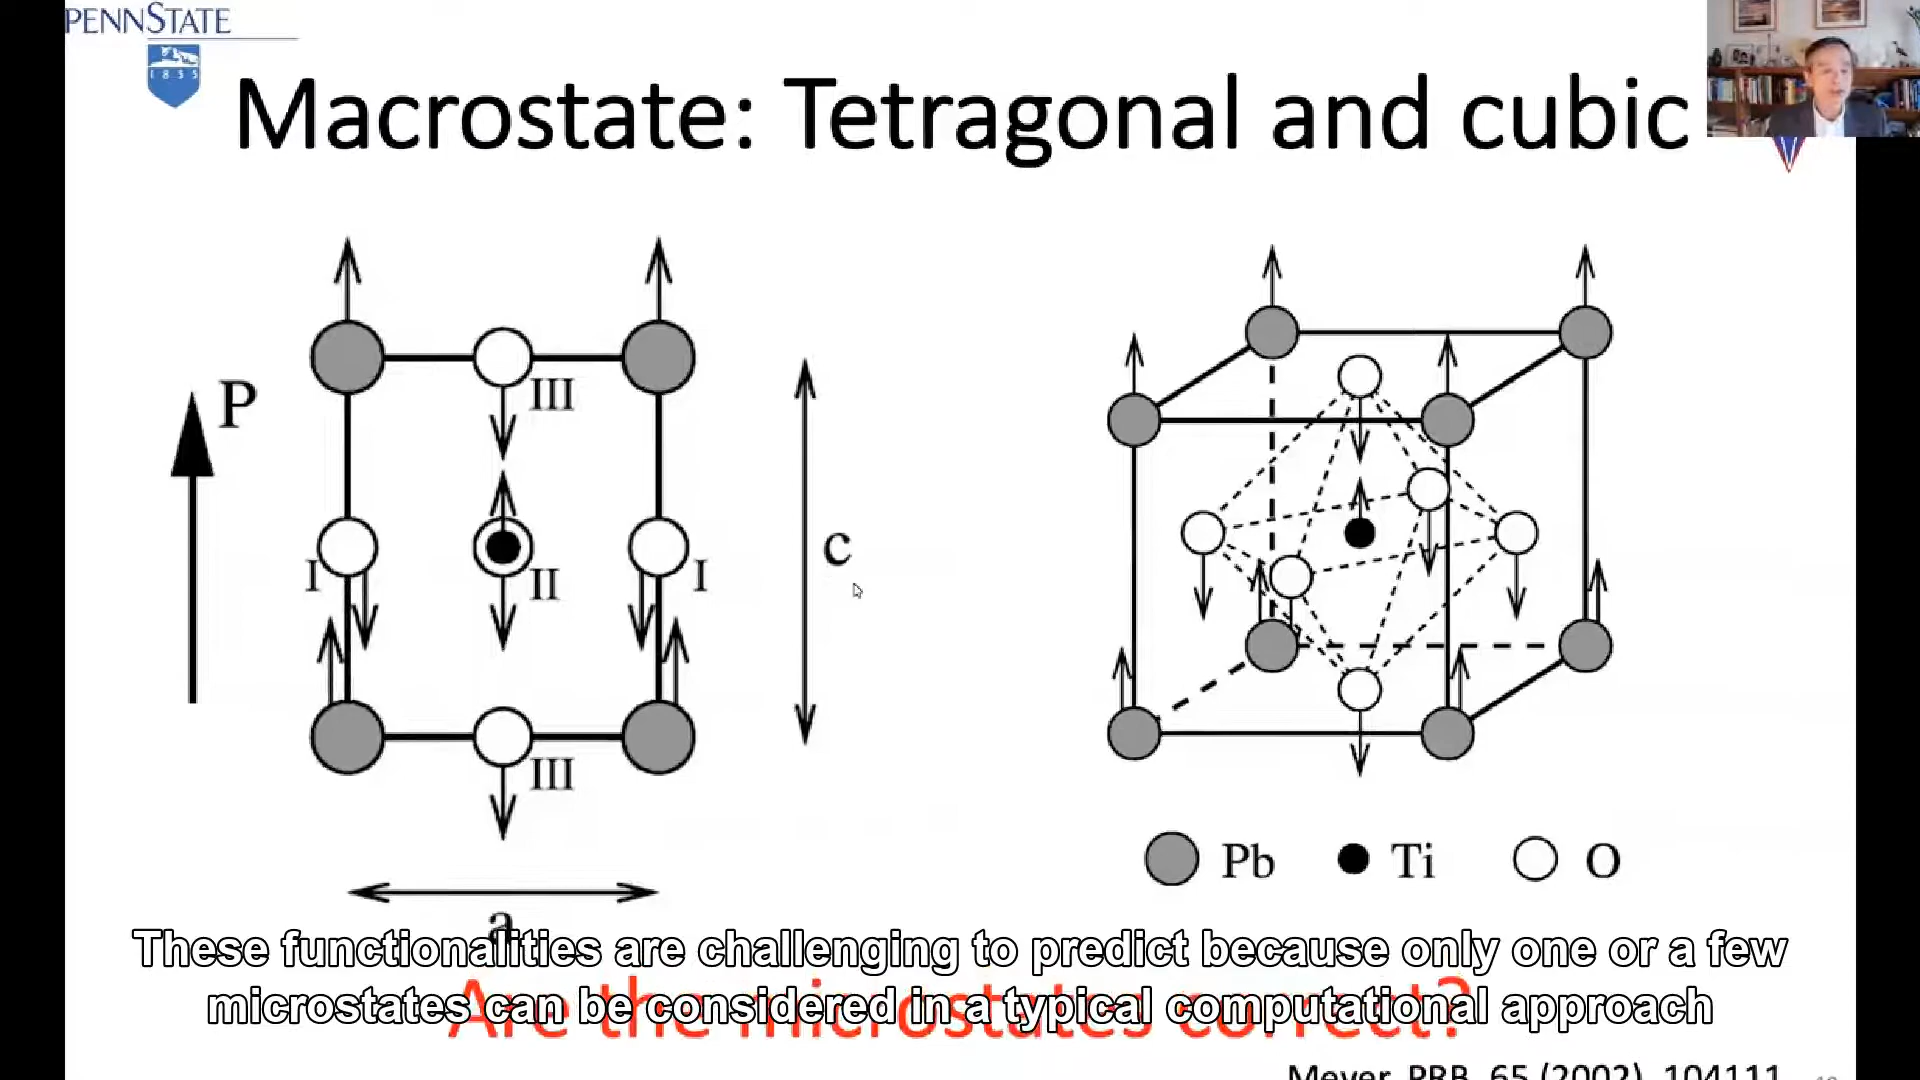 PENNSTATE
1855
Macrostate: Tetragonal and cubic
P
III
I
II
I
c
III
a
Pb
Ti
O
These functionalities are challenging to predict because only one or a few
microstates can be considered in a typical computational approach
Are the microstates correct?
Meyer, PRB, 65 (2002), 104111